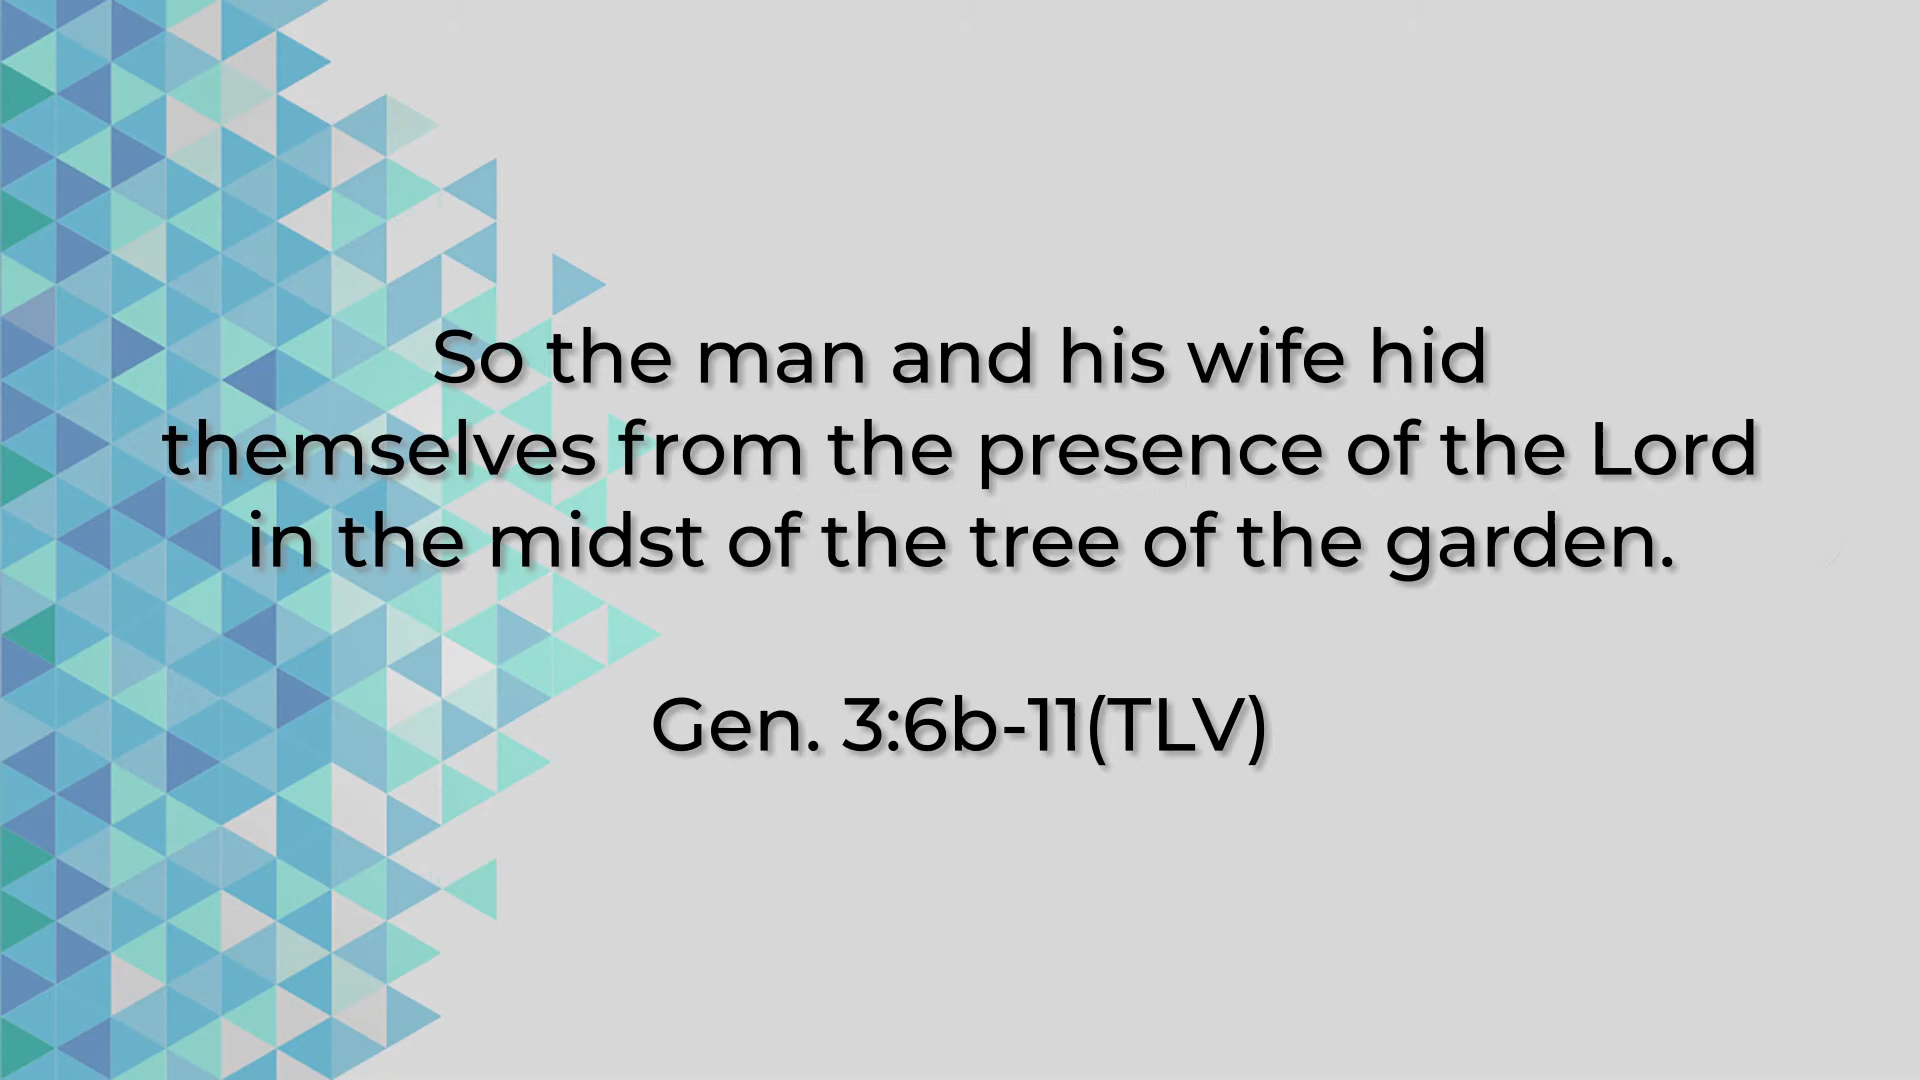 So the man and his wife hid
themselves from the presence of the Lord
in the midst of the tree of the garden.
Gen. 3:6b-11(TLV)